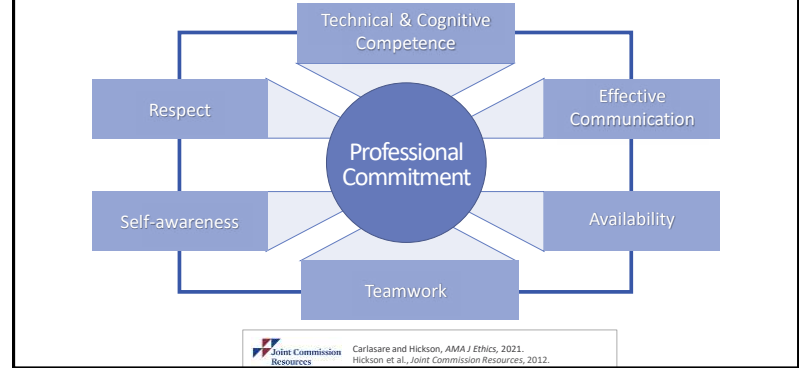 Technical & Cognitive
Competence
Respect
Effective
Communication
Professional
Commitment
Self-awareness
Availability
Teamwork
Joint Commission
Resources
Carlasare and Hickson, AMA J Ethics, 2021.
Hickson et al., Joint Commission Resources, 2012.